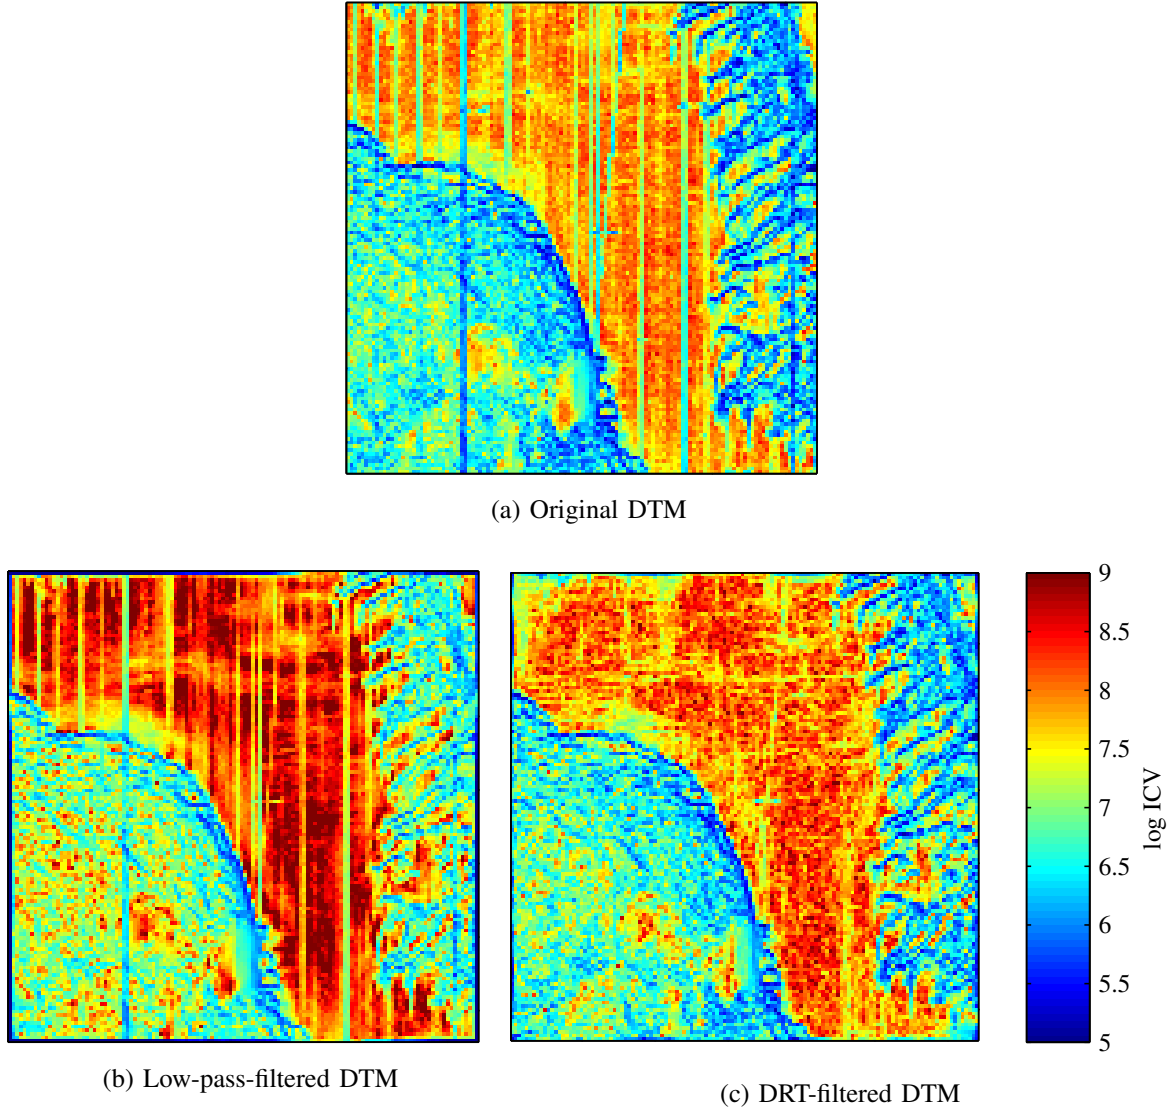 (a) Original DTM
9
8.5
8
7.5
7
6.5
6
5.5
5
log ICV
(b) Low-pass-filtered DTM
(c) DRT-filtered DTM